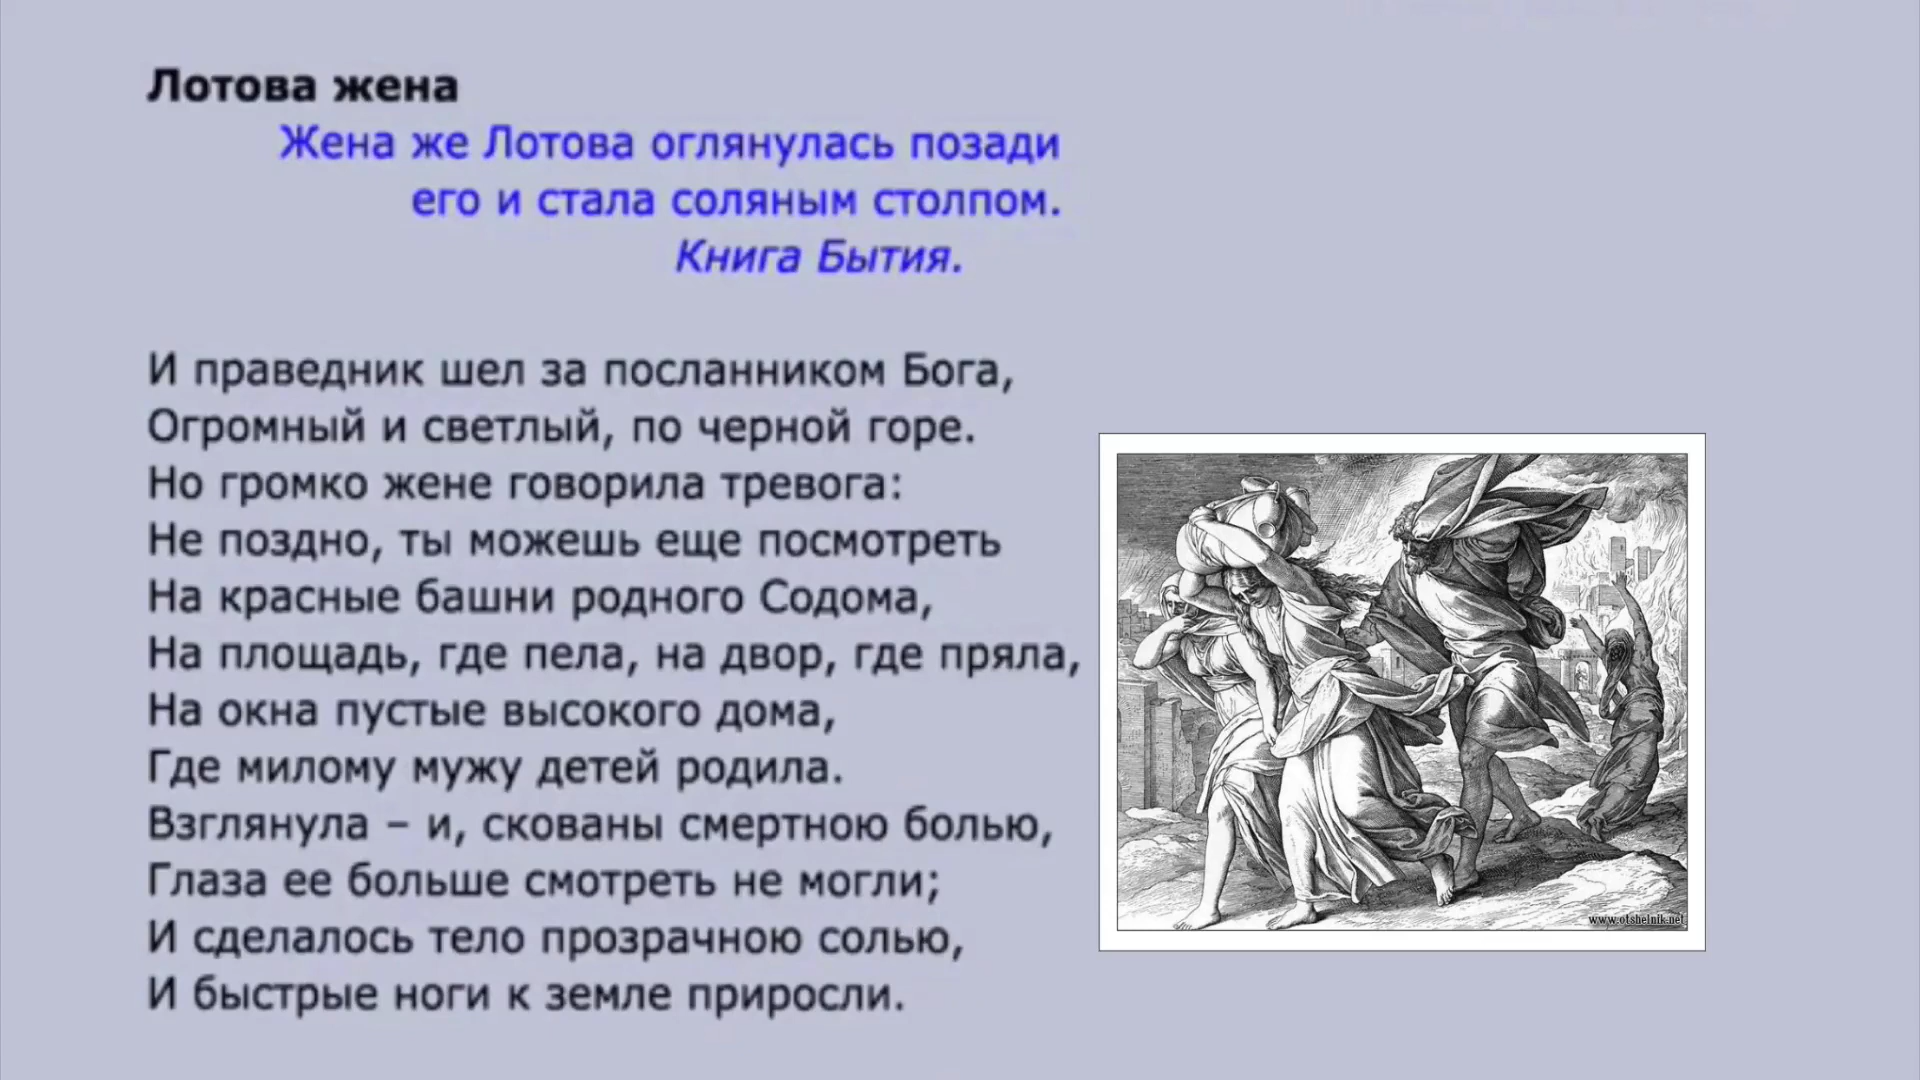 Лотова жена
Жена же Лотова оглянулась позади
его и стала соляным столпом.
Книга Бытия.
И праведник шел за посланником Бога,
Огромный и светлый, по черной горе.
Но громко жене говорила тревога:
Не поздно, ты можешь еще посмотреть
На красные башни родного Содома,
На площадь, где пела, на двор, где пряла,
На окна пустые высокого дома,
Где милому мужу детей родила.
Взглянула – и, скованы смертною болью,
Глаза ее больше смотреть не могли;
И сделалось тело прозрачною солью,
И быстрые ноги к земле приросли.
www.otshelnik.net